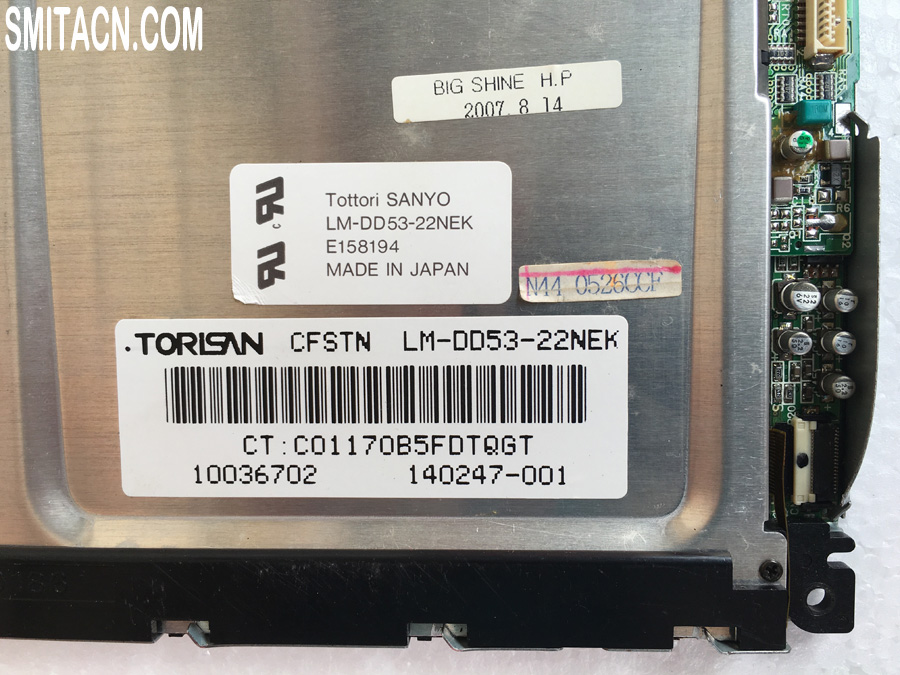 SMITACN.COM
BIG SHINE H.P
2007. 8 14
Tottori SANYO
LM-DD53-22NEK
E158194
MADE IN JAPAN
N44 0526CCF
.TORISAN CFSTN LM-DD53-22NEK
CT:C01170B5FDTQGT
10036702 140247-001
R6